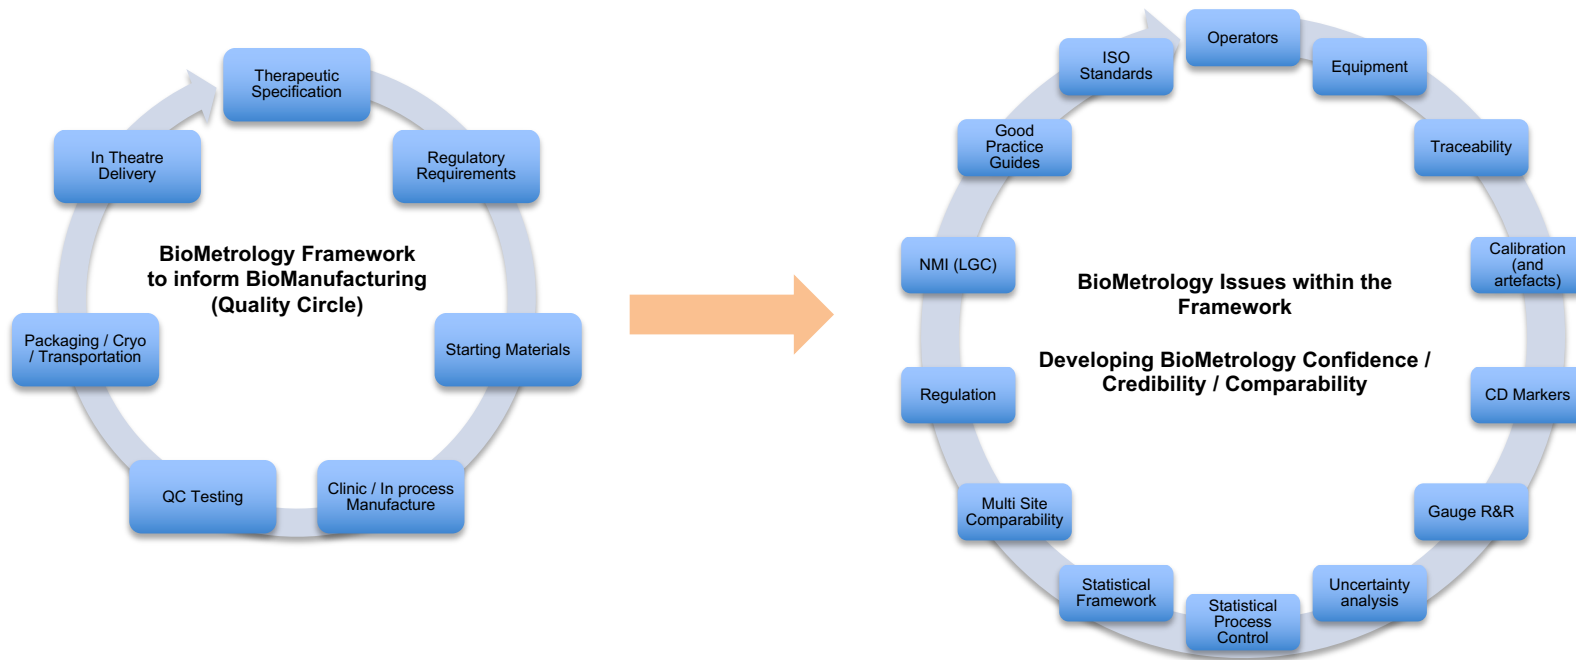 Therapeutic
Specification
Regulatory
Requirements
Starting Materials
Clinic / In process
Manufacture
QC Testing
Packaging / Cryo
/ Transportation
In Theatre
Delivery
BioMetrology Framework
to inform BioManufacturing
(Quality Circle)
Operators
Equipment
Traceability
Calibration
(and
artefacts)
CD Markers
Gauge R&R
Uncertainty
analysis
Statistical
Process
Control
Statistical
Framework
Multi Site
Comparability
Regulation
NMI (LGC)
Good
Practice
Guides
ISO
Standards
BioMetrology Issues within the
Framework
Developing BioMetrology Confidence /
Credibility / Comparability